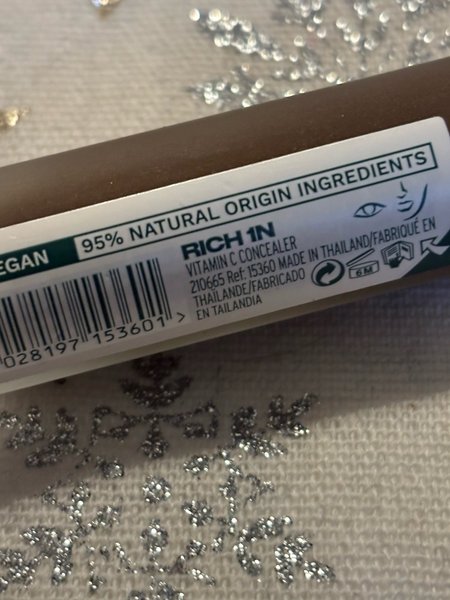 EGAN
95% NATURAL ORIGIN INGREDIENTS
RICH 1N
VITAMIN C CONCEALER
210665 Ref: 15360 MADE IN THAILAND/FABRIQUÉ EN
THAÏLANDE/FABRICADO
EN TAILANDIA
6 M
028197 153601 >